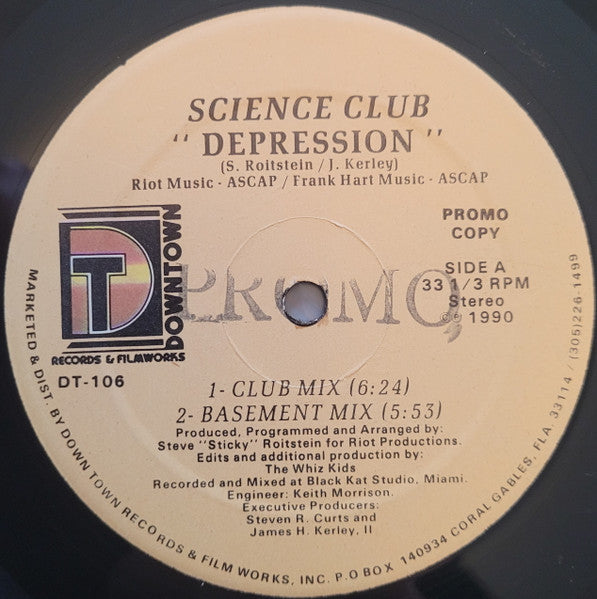 SCIENCE CLUB
" DEPRESSION "
(S. Roitstein / J. Kerley)
Riot Music - ASCAP / Frank Hart Music - ASCAP
DT
DOWNTOWN
RECORDS & FILMWORKS
DT-106
PROMO
COPY
SIDE A
33 1/3 RPM
Stereo
℗ 1990
PROMO
1- CLUB MIX (6:24)
2- BASEMENT MIX (5:53)
Produced, Programmed and Arranged by:
Steve "Sticky" Roitstein for Riot Productions.
Edits and additional production by:
The Whiz Kids
Recorded and Mixed at Black Kat Studio, Miami.
Engineer: Keith Morrison.
Executive Producers:
Steven R. Curts and
James H. Kerley, II
MARKETED & DIST. BY DOWN TOWN RECORDS & FILM WORKS, INC. P.O BOX 140934 CORAL GABLES, FLA. 33114 / (305)226-1499